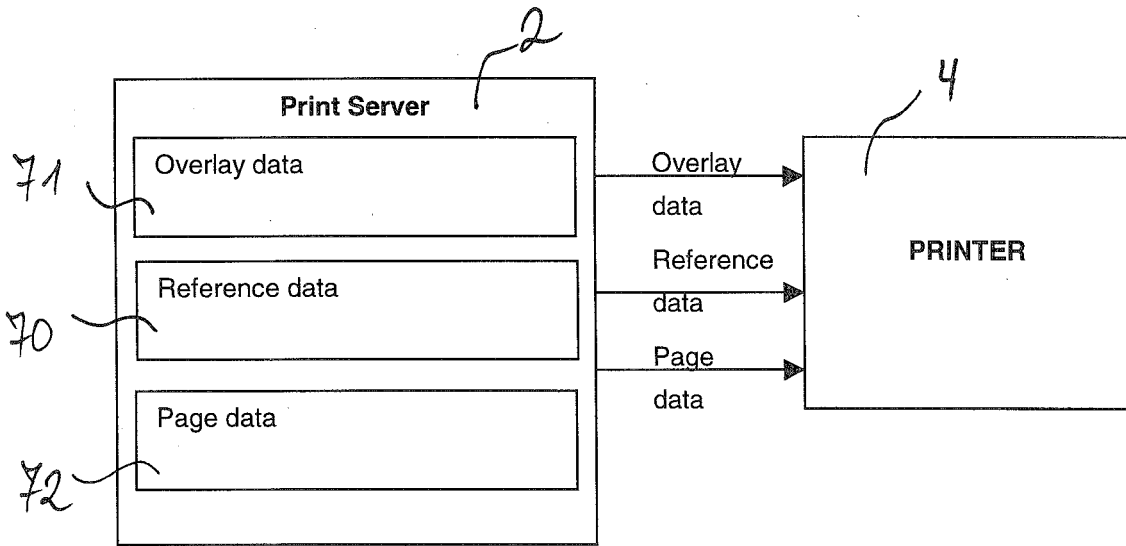 2
4
Print Server
71
Overlay data
Overlay
data
PRINTER
70
Reference data
Reference
data
72
Page data
Page
data